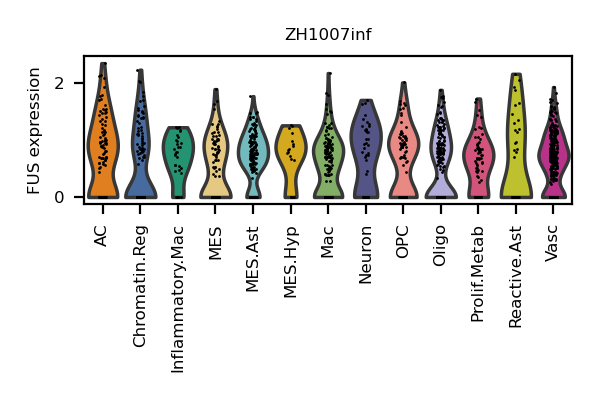 ZH1007inf
FUS expression
2
0
AC
Chromatin.Reg
Inflammatory.Mac
MES
MES.Ast
MES.Hyp
Mac
Neuron
OPC
Oligo
Prolif.Metab
Reactive.Ast
Vasc